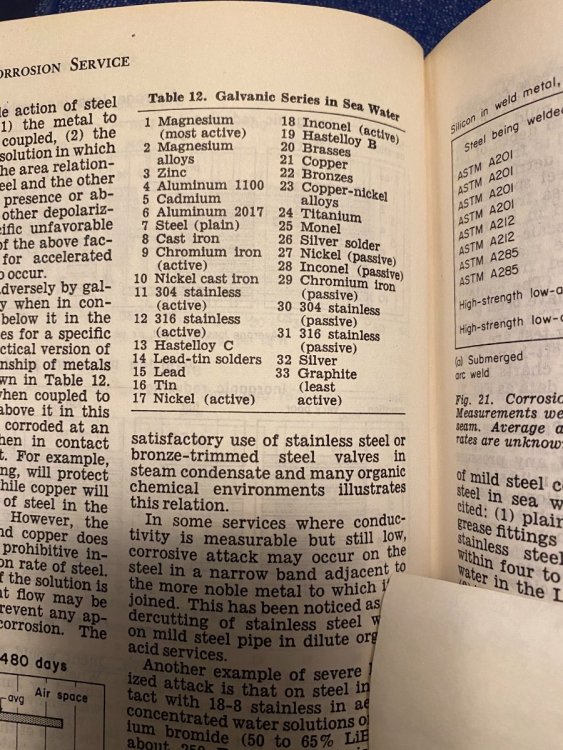 CORROSION SERVICE
le action of steel
(1) the metal to
coupled, (2) the
solution in which
he area relation-
eel and the other
presence or ab-
other depolariz-
cific unfavorable
of the above fac-
for accelerated
o occur.
adversely by gal-
y when in con-
below it in the
es for a specific
ctical version of
nship of metals
wn in Table 12.
when coupled to
above it in this
corroded at an
hen in contact
t. For example,
ng, will protect
hile copper will
of steel in the
However, the
nd copper does
prohibitive in-
on rate of steel.
f the solution is
nt flow may be
revent any ap-
corrosion. The
480 days
avg
Air space
Table 12. Galvanic Series in Sea Water
1 Magnesium
(most active)
2 Magnesium
alloys
3 Zinc
4 Aluminum 1100
5 Cadmium
6 Aluminum 2017
7 Steel (plain)
8 Cast iron
9 Chromium iron
(active)
10 Nickel cast iron
11 304 stainless
(active)
12 316 stainless
(active)
13 Hastelloy C
14 Lead-tin solders
15 Lead
16 Tin
17 Nickel (active)
18 Inconel (active)
19 Hastelloy B
20 Brasses
21 Copper
22 Bronzes
23 Copper-nickel
alloys
24 Titanium
25 Monel
26 Silver solder
27 Nickel (passive)
28 Inconel (passive)
29 Chromium iron
(passive)
30 304 stainless
(passive)
31 316 stainless
(passive)
32 Silver
33 Graphite
(least
active)
satisfactory use of stainless steel or
bronze-trimmed steel valves in
steam condensate and many organic
chemical environments illustrates
this relation.
In some services where conduc-
tivity is measurable but still low,
corrosive attack may occur on the
steel in a narrow band adjacent to
the more noble metal to which i
joined. This has been noticed as
dercutting of stainless steel w
on mild steel pipe in dilute org
acid services.
Another example of severe
ized attack is that on steel in
tact with 18-8 stainless in ae
concentrated water solutions o
ium bromide (50 to 65% LiB
about 350
Silicon in weld metal,
Steel being welded
ASTM A201
ASTM A201
ASTM A201
ASTM A201
ASTM A212
ASTM A212
ASTM A285
ASTM A285
High-strength low-a
High-strength low-a
(a) Submerged
arc weld
Fig. 21. Corrosio
Measurements we
seam. Average a
rates are unknow
of mild steel c
steel in sea w
cited: (1) plain
grease fittings
stainless steel
within four to
water in the L